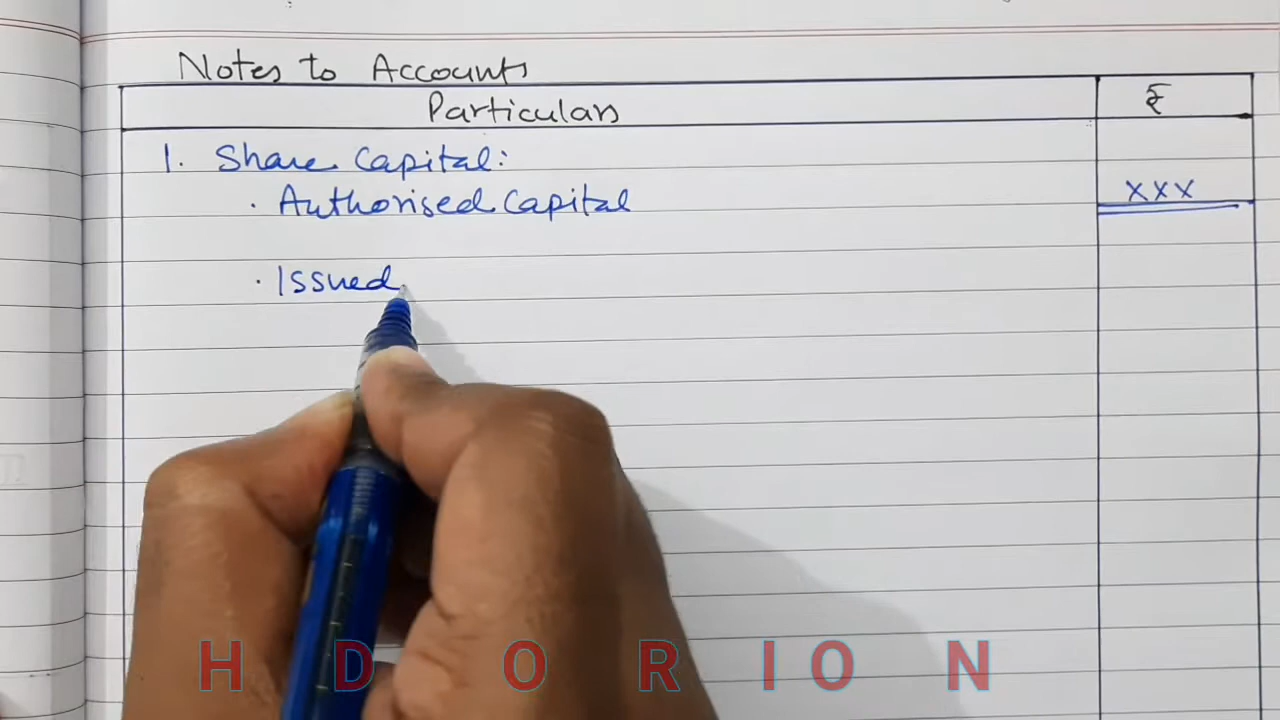 Notes to Accounts
Particulars ₹
1. Share Capital:
· Authorised Capital XXX
· Issued
H D O R I O N